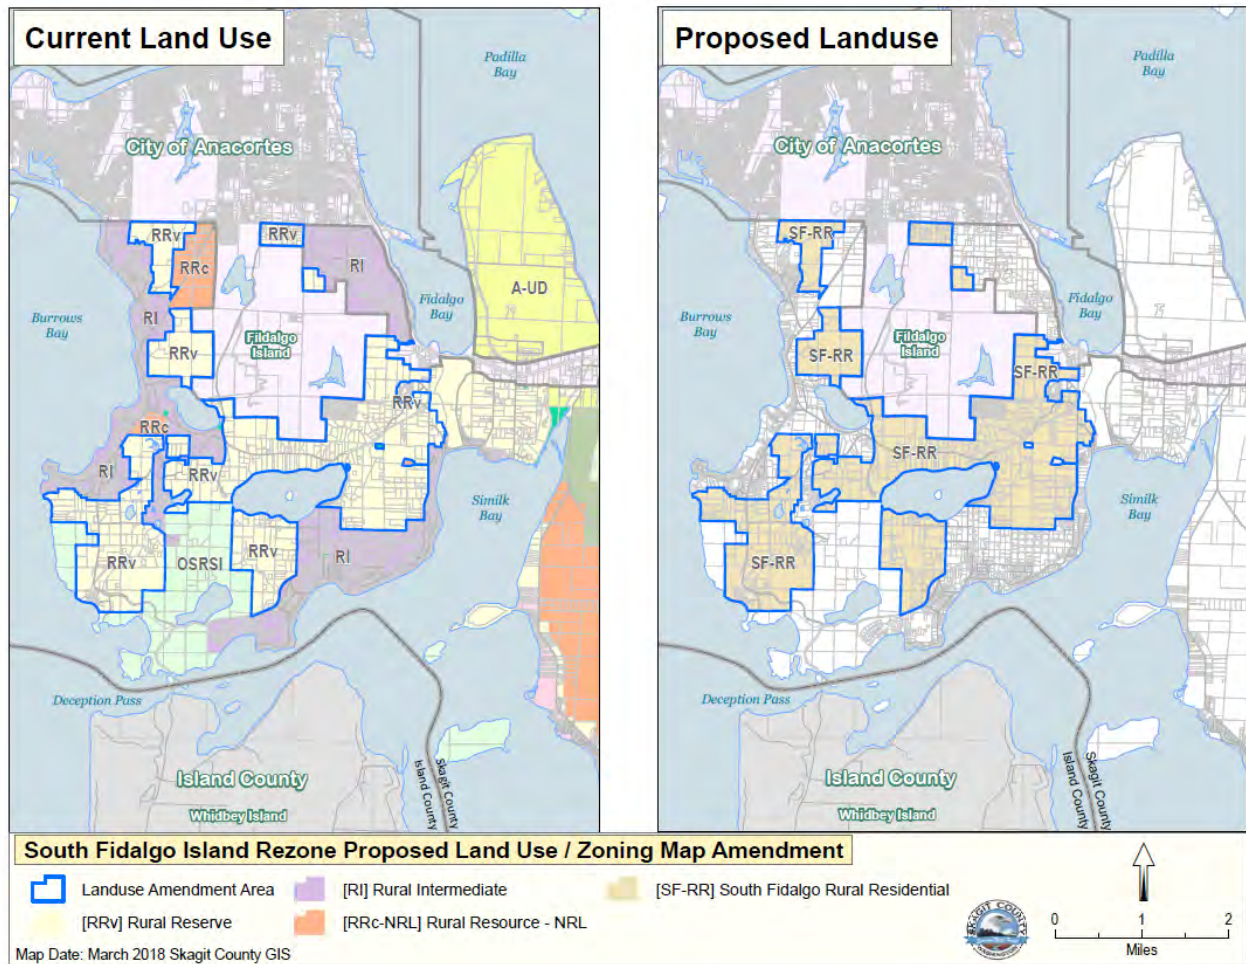 Current Land Use
Padilla
Bay
City of Anacortes
RRv
RRv
RRc
RI
A-UD
Burrows
Bay
RI
Fidalgo
Bay
RRv
Fildalgo
Island
RRv
RRc
RI
RRv
Similk
Bay
RRv
OSRSI
RRv
RI
Deception Pass
Island County
Whidbey Island
Skagit County
Island County
Proposed Landuse
Padilla
Bay
City of Anacortes
SF-RR
Burrows
Bay
Fidalgo
Bay
SF-RR
Fildalgo
Island
SF-RR
SF-RR
Similk
Bay
SF-RR
Deception Pass
Island County
Whidbey Island
Skagit County
Island County
South Fidalgo Island Rezone Proposed Land Use / Zoning Map Amendment
Landuse Amendment Area
[RI] Rural Intermediate
[SF-RR] South Fidalgo Rural Residential
[RRv] Rural Reserve
[RRc-NRL] Rural Resource - NRL
SKAGIT COUNTY
WASHINGTON
0 1 2
Miles
Map Date: March 2018 Skagit County GIS